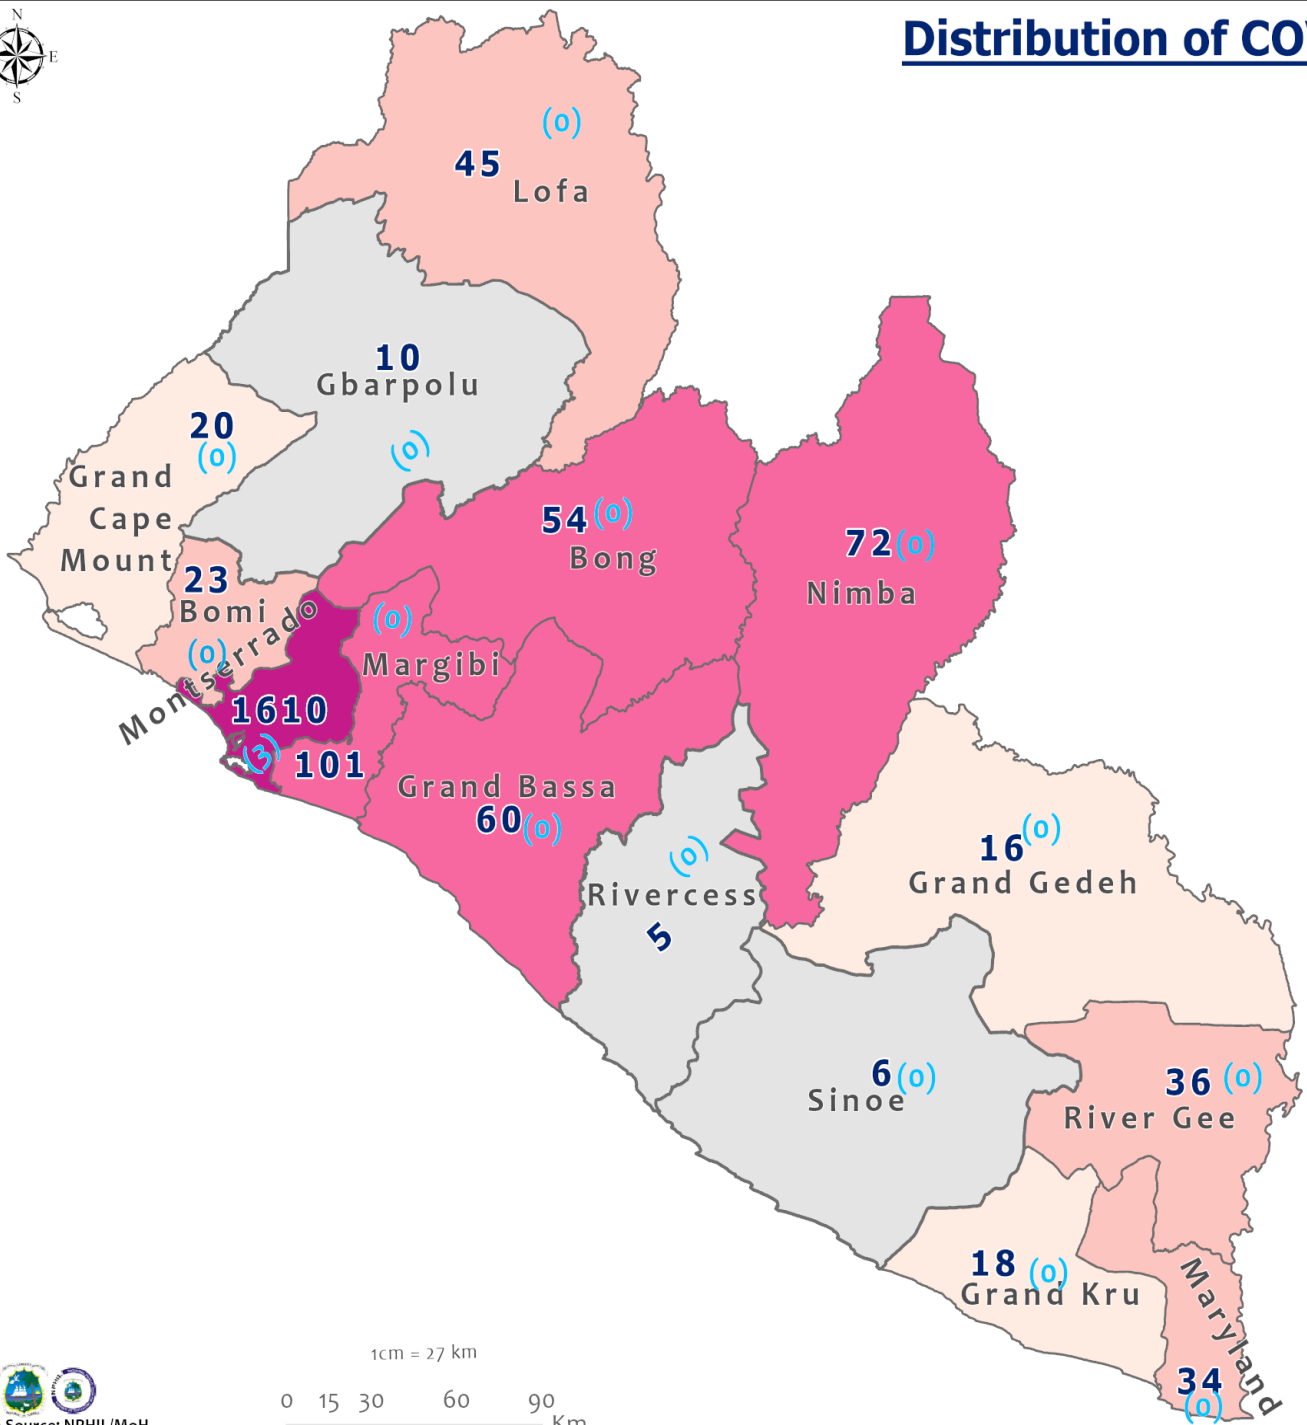 N
E
S
Distribution of CO
(0)
45
Lofa
10
Gbarpolu
(0)
20
(0)
Grand
Cape
Mount
54 (0)
Bong
72 (0)
Nimba
23
Bomi
(0)
Montserrado
1610
(3)
(0)
Margibi
101
Grand Bassa
60 (0)
(0)
Rivercess
5
16 (0)
Grand Gedeh
6 (0)
Sinoe
36 (0)
River Gee
18 (0)
Grand Kru
Maryland
34
(0)
1cm = 27 km
0 15 30 60 90
Km
Source: NPHIL/MoH